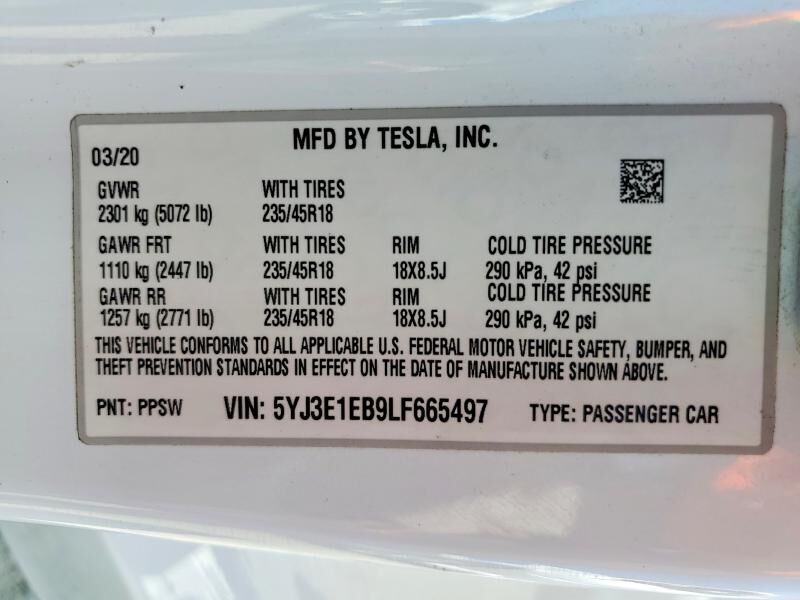 MFD BY TESLA, INC.
03/20
GVWR WITH TIRES
2301 kg (5072 lb) 235/45R18
GAWR FRT WITH TIRES RIM COLD TIRE PRESSURE
1110 kg (2447 lb) 235/45R18 18X8.5J 290 kPa, 42 psi
GAWR RR WITH TIRES RIM COLD TIRE PRESSURE
1257 kg (2771 lb) 235/45R18 18X8.5J 290 kPa, 42 psi
THIS VEHICLE CONFORMS TO ALL APPLICABLE U.S. FEDERAL MOTOR VEHICLE SAFETY, BUMPER, AND
THEFT PREVENTION STANDARDS IN EFFECT ON THE DATE OF MANUFACTURE SHOWN ABOVE.
PNT: PPSW VIN: 5YJ3E1EB9LF665497 TYPE: PASSENGER CAR